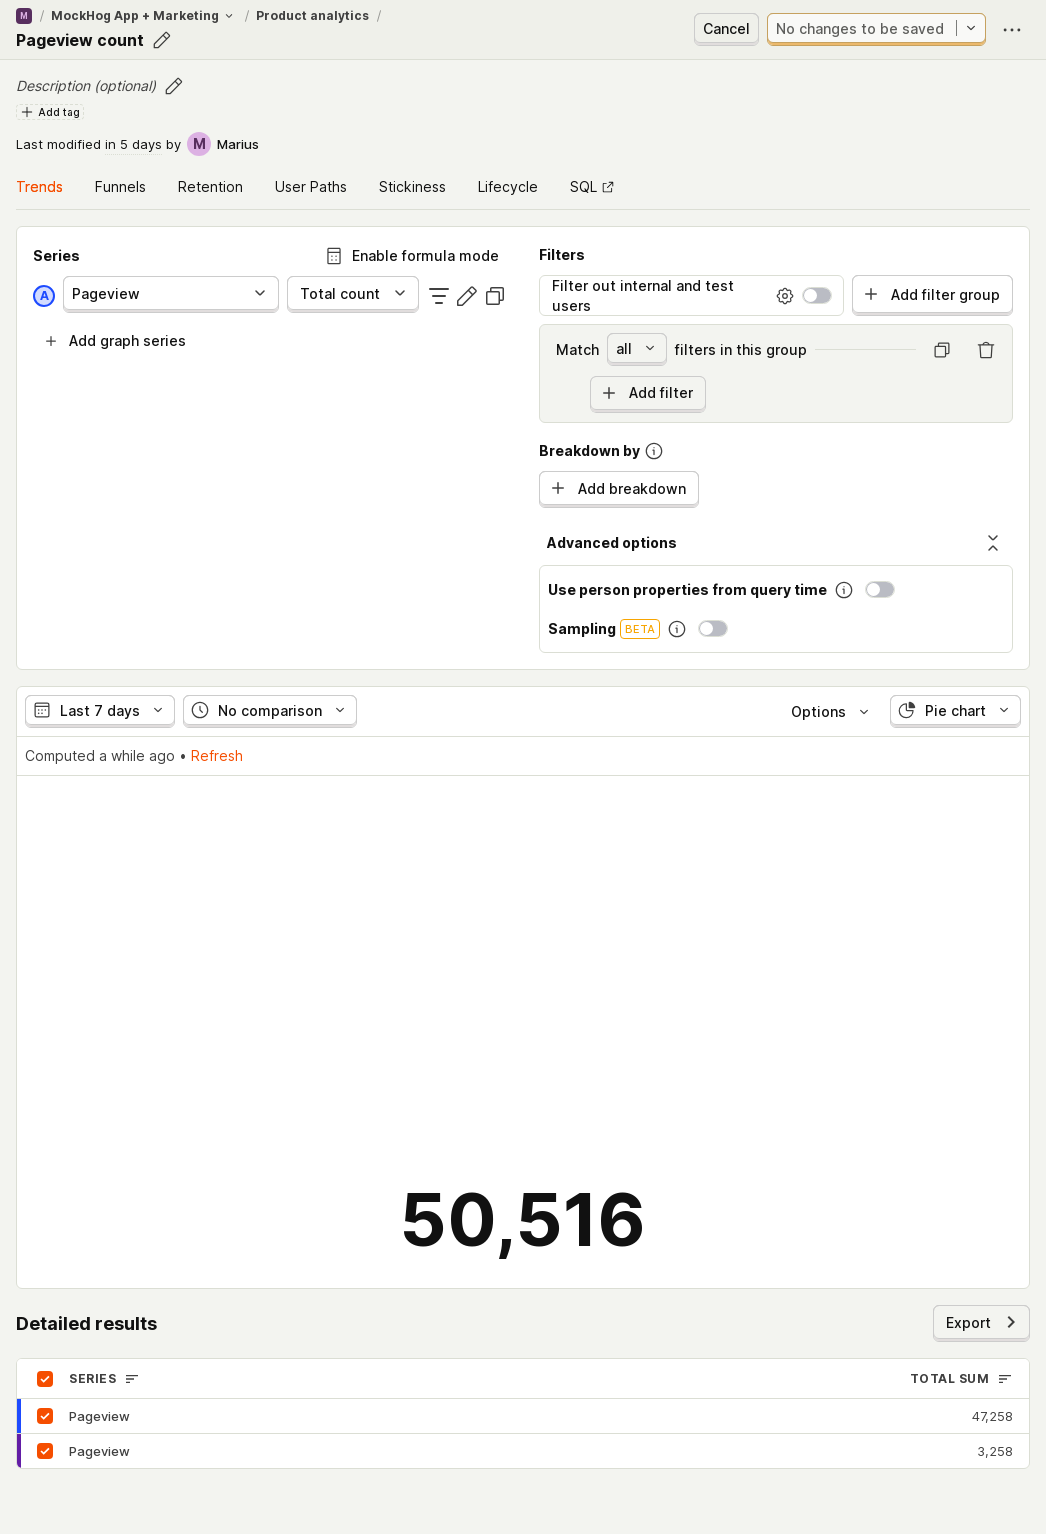 M / MockHog App + Marketing / Product analytics /
Pageview count
Cancel
No changes to be saved
Description (optional)
Add tag
Last modified in 5 days by M Marius
Trends Funnels Retention User Paths Stickiness Lifecycle SQL
Series
Enable formula mode
A Pageview Total count
Add graph series
Filters
Filter out internal and test
users
Add filter group
Match all filters in this group
Add filter
Breakdown by
Add breakdown
Advanced options
Use person properties from query time
Sampling BETA
Last 7 days No comparison Options Pie chart
Computed a while ago • Refresh
50,516
Detailed results
Export
SERIES TOTAL SUM
Pageview 47,258
Pageview 3,258